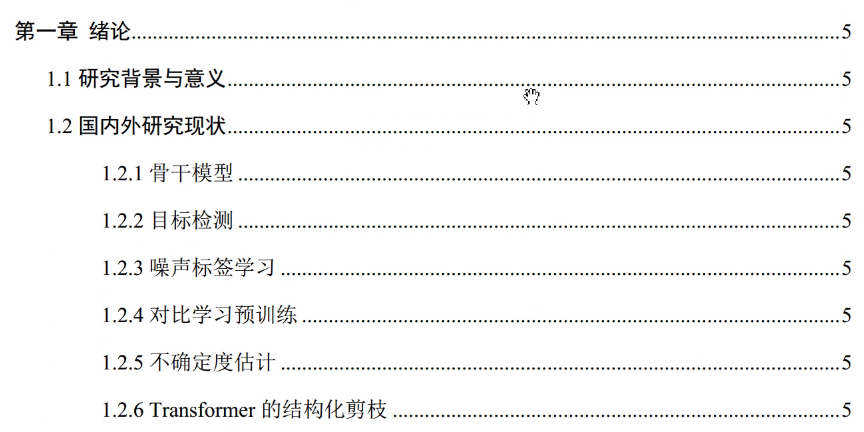 第一章 绪论........................................................................................................5
1.1 研究背景与意义........................................................................................5
1.2 国内外研究现状........................................................................................5
1.2.1 骨干模型........................................................................................5
1.2.2 目标检测........................................................................................5
1.2.3 噪声标签学习................................................................................5
1.2.4 对比学习预训练............................................................................5
1.2.5 不确定度估计................................................................................5
1.2.6 Transformer 的结构化剪枝............................................................5